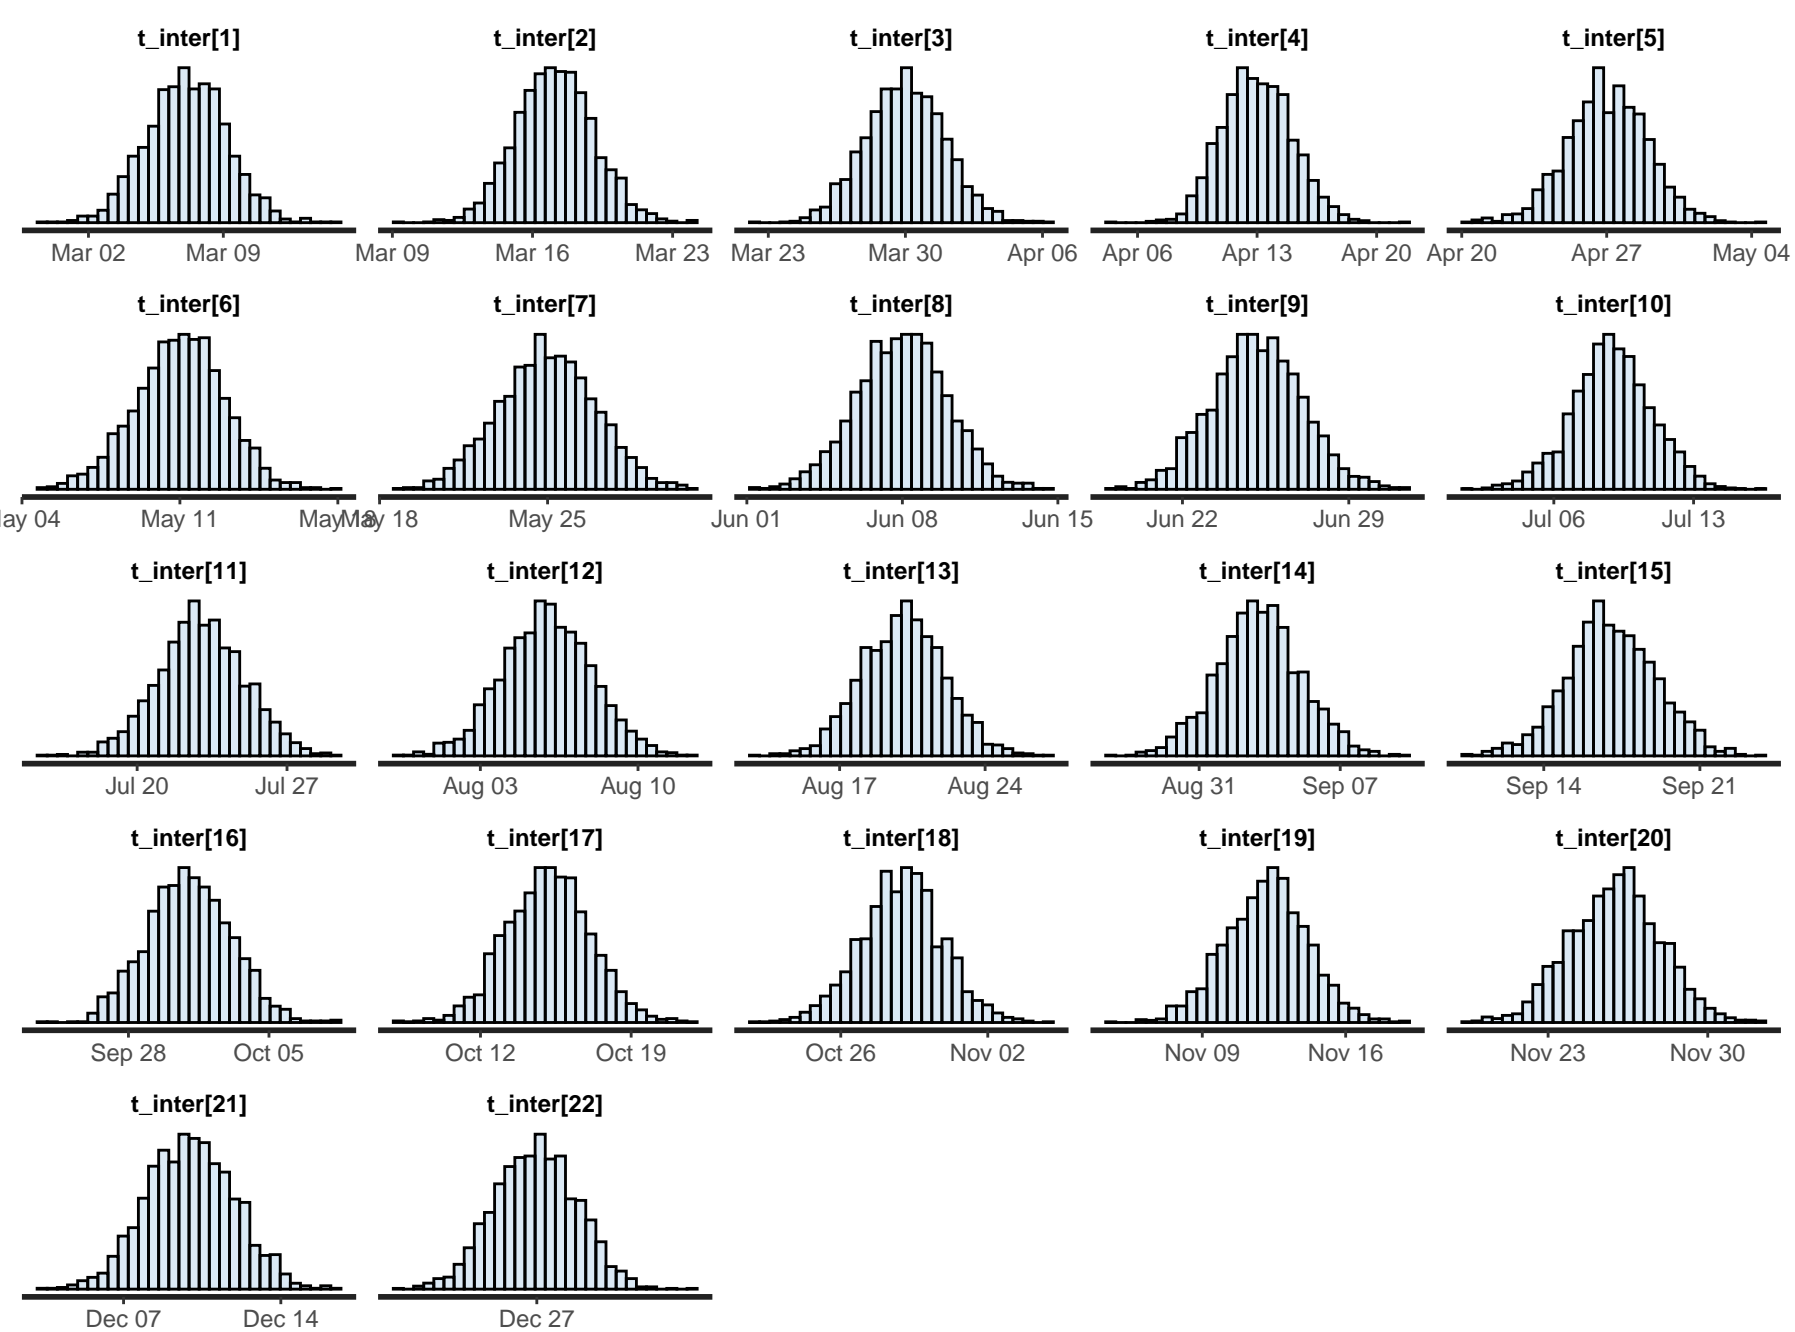 t_inter[1] t_inter[2] t_inter[3] t_inter[4] t_inter[5]
Mar 02 Mar 09 Mar 09 Mar 16 Mar 23 Mar 23 Mar 30 Apr 06 Apr 06 Apr 13 Apr 20 Apr 20 Apr 27 May 04
t_inter[6] t_inter[7] t_inter[8] t_inter[9] t_inter[10]
ay 04 May 11 May 18 May 18 May 25 Jun 01 Jun 08 Jun 15 Jun 22 Jun 29 Jul 06 Jul 13
t_inter[11] t_inter[12] t_inter[13] t_inter[14] t_inter[15]
Jul 20 Jul 27 Aug 03 Aug 10 Aug 17 Aug 24 Aug 31 Sep 07 Sep 14 Sep 21
t_inter[16] t_inter[17] t_inter[18] t_inter[19] t_inter[20]
Sep 28 Oct 05 Oct 12 Oct 19 Oct 26 Nov 02 Nov 09 Nov 16 Nov 23 Nov 30
t_inter[21] t_inter[22]
Dec 07 Dec 14 Dec 27